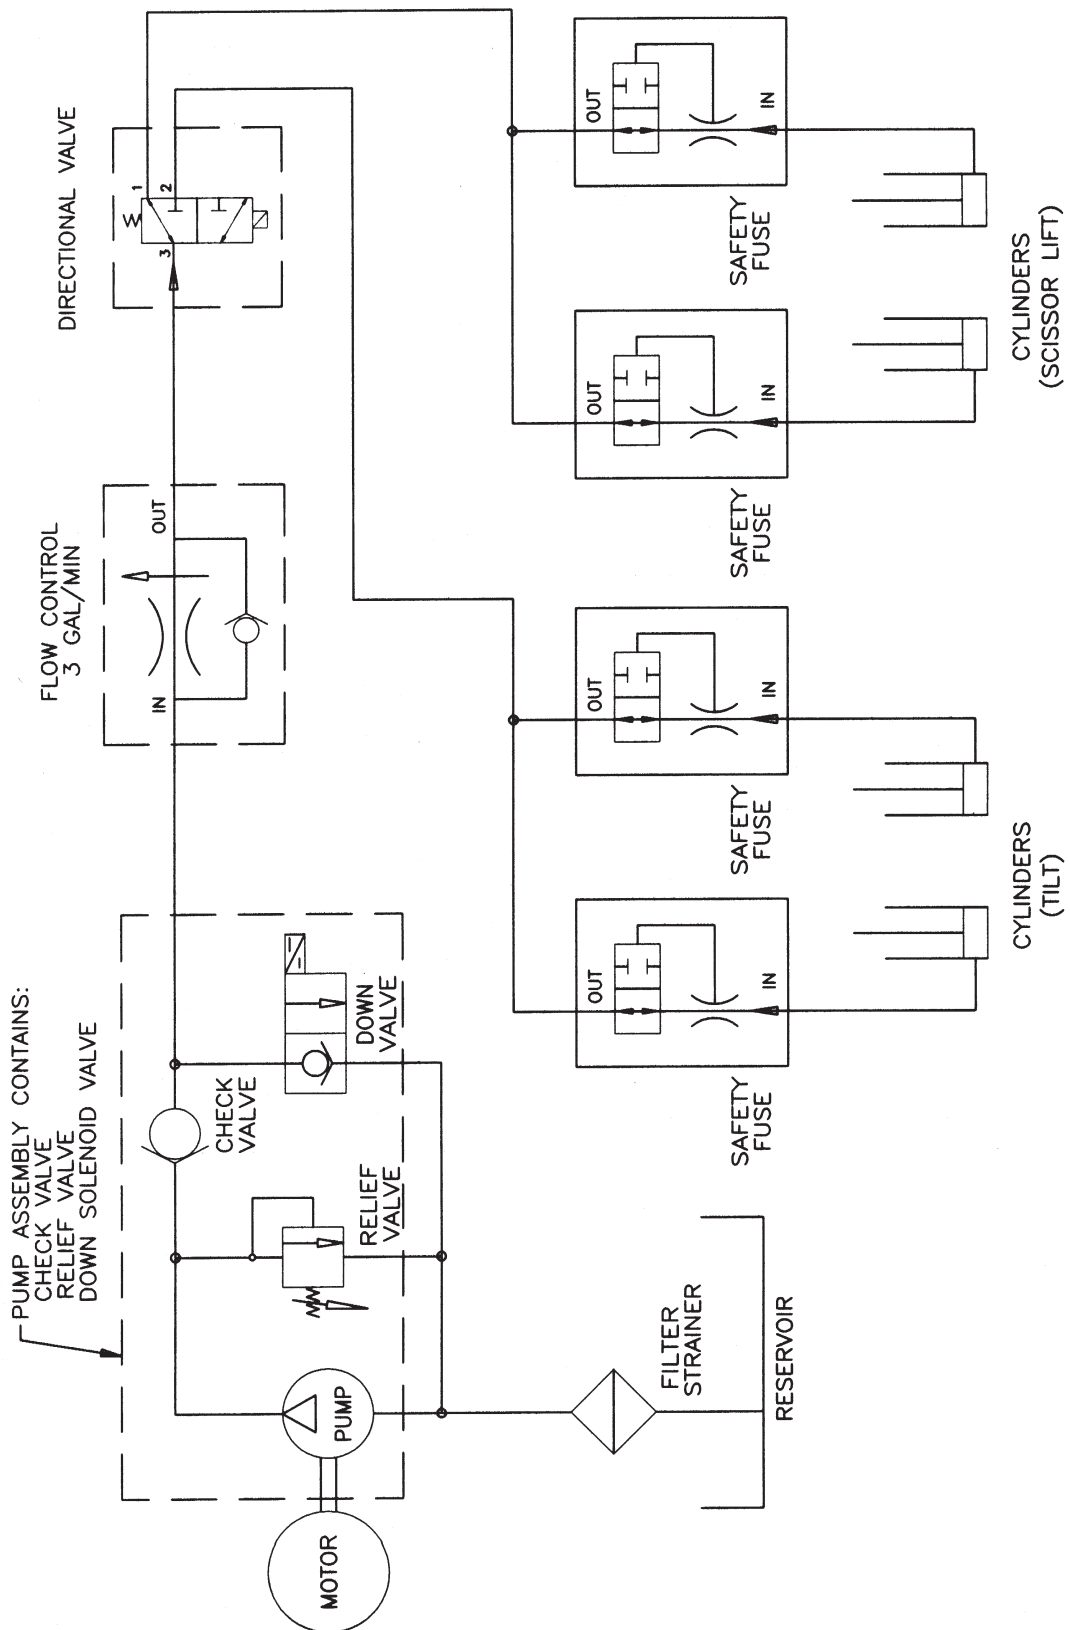 PUMP ASSEMBLY CONTAINS:
CHECK VALVE
RELIEF VALVE
DOWN SOLENOID VALVE
FLOW CONTROL
3 GAL/MIN
DIRECTIONAL VALVE
IN
OUT
3
1
2
CHECK
VALVE
RELIEF
VALVE
DOWN
VALVE
MOTOR
PUMP
FILTER
STRAINER
RESERVOIR
OUT
IN
SAFETY
FUSE
OUT
IN
SAFETY
FUSE
OUT
IN
SAFETY
FUSE
OUT
IN
SAFETY
FUSE
CYLINDERS
(TILT)
CYLINDERS
(SCISSOR LIFT)